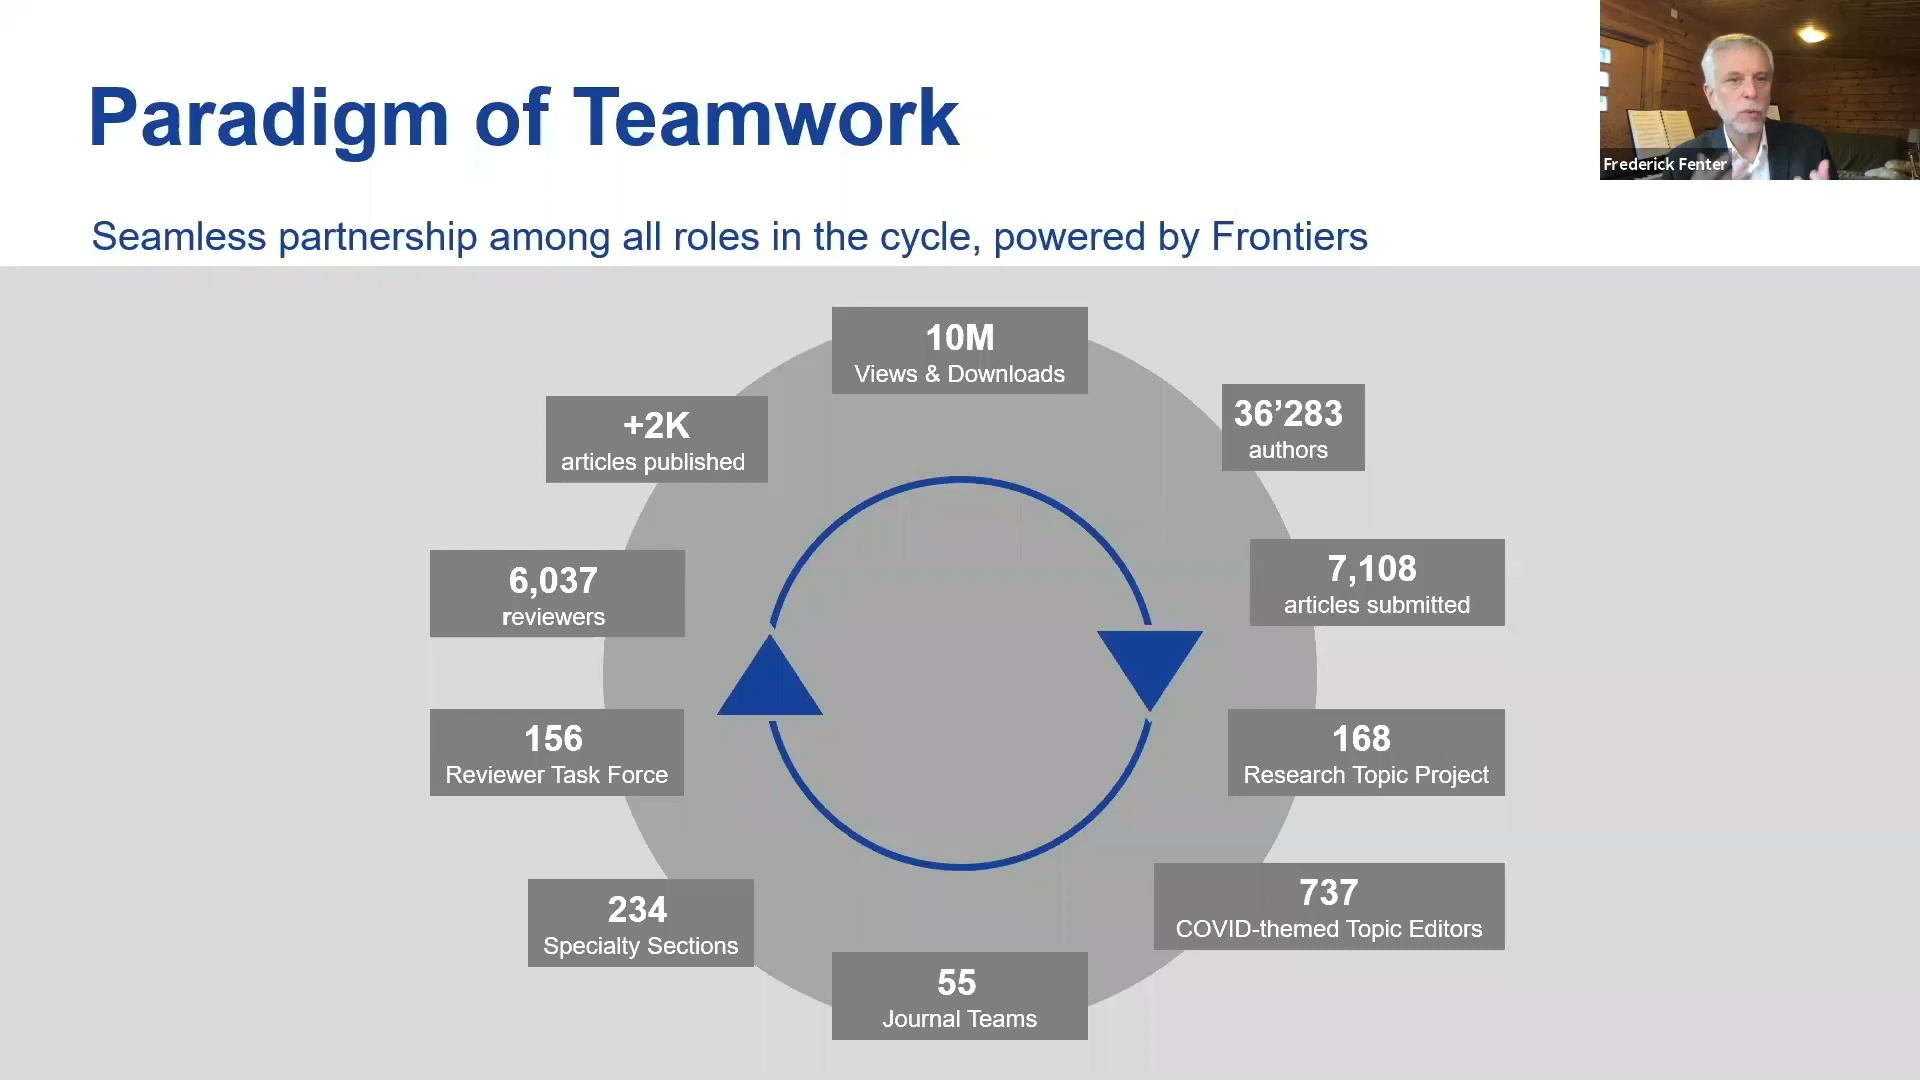 Paradigm of Teamwork
Frederick Fenter
Seamless partnership among all roles in the cycle, powered by Frontiers
10M
Views & Downloads
+2K
articles published
36’283
authors
6,037
reviewers
7,108
articles submitted
156
Reviewer Task Force
168
Research Topic Project
234
Specialty Sections
737
COVID-themed Topic Editors
55
Journal Teams